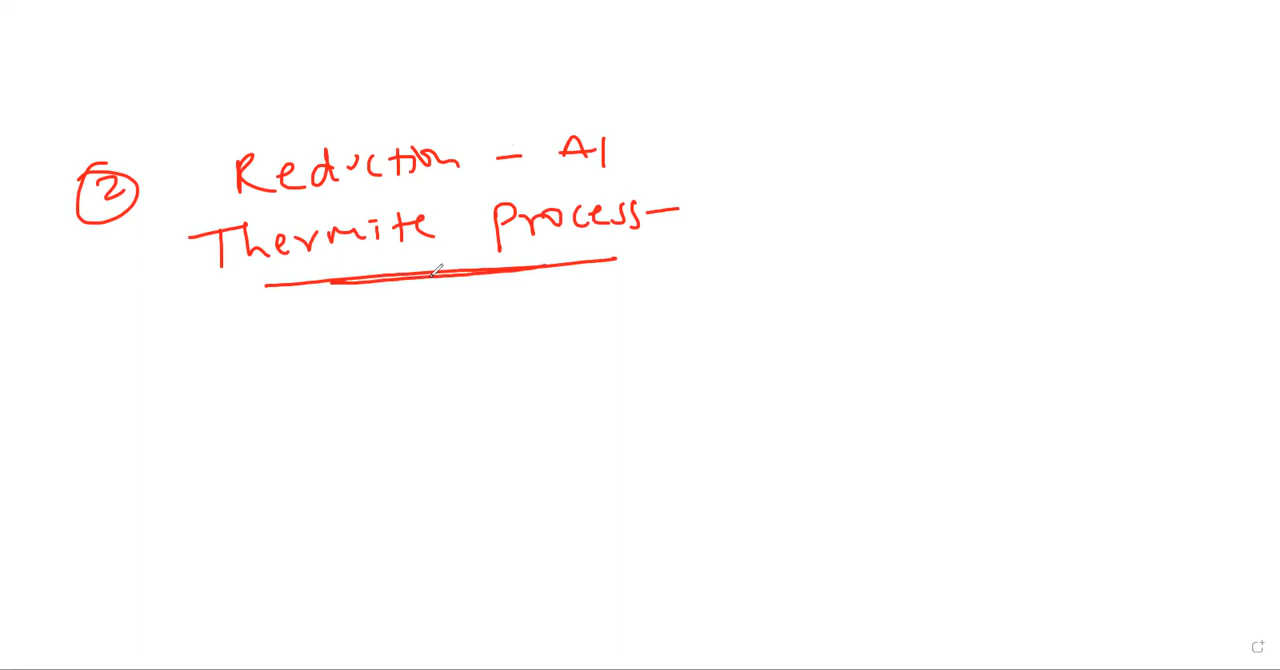 ② Reduction - Al
Thermite Process-